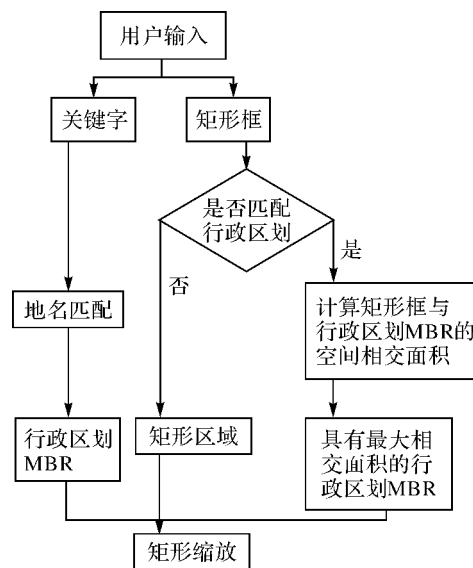 用户输入
关键字
矩形框
是否匹配
行政区划
是
否
地名匹配
计算矩形框与
行政区划MBR的
空间相交面积
行政区划
MBR
矩形区域
具有最大相
交面积的行
政区划MBR
矩形缩放